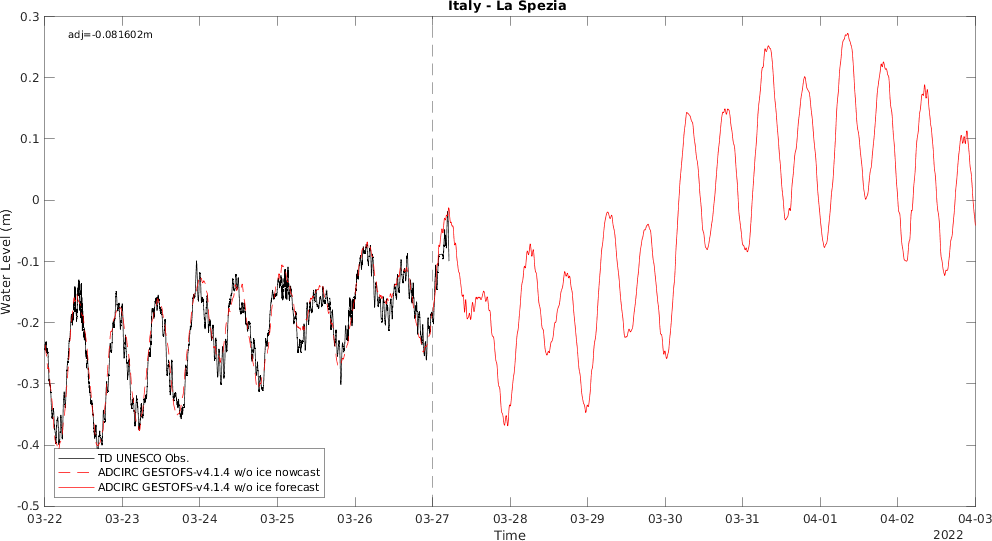 Italy - La Spezia
adj=-0.081602m
0.3
0.2
0.1
0
-0.1
-0.2
-0.3
-0.4
-0.5
Water Level (m)
TD UNESCO Obs.
ADCIRC GESTOFS-v4.1.4 w/o ice nowcast
ADCIRC GESTOFS-v4.1.4 w/o ice forecast
03-22 03-23 03-24 03-25 03-26 03-27 03-28 03-29 03-30 03-31 04-01 04-02 04-03
Time
2022